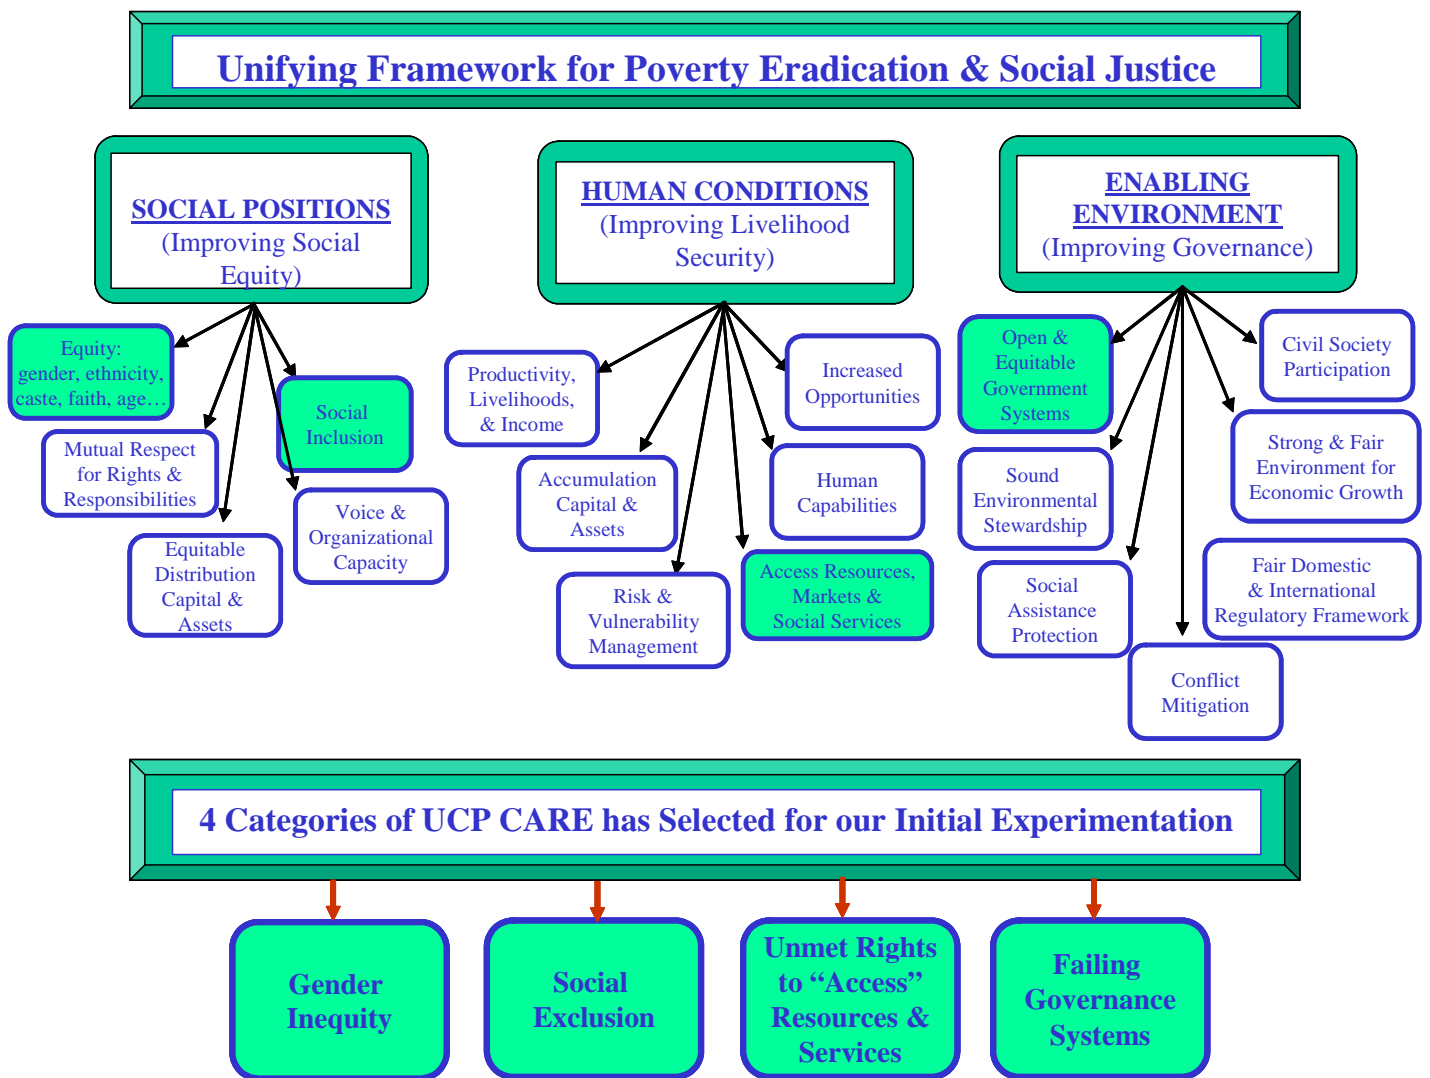 Unifying Framework for Poverty Eradication & Social Justice
SOCIAL POSITIONS
(Improving Social
Equity)
HUMAN CONDITIONS
(Improving Livelihood
Security)
ENABLING
ENVIRONMENT
(Improving Governance)
Equity:
gender, ethnicity,
caste, faith, age…
Social
Inclusion
Mutual Respect
for Rights &
Responsibilities
Voice &
Organizational
Capacity
Equitable
Distribution
Capital &
Assets
Productivity,
Livelihoods,
& Income
Increased
Opportunities
Accumulation
Capital &
Assets
Human
Capabilities
Risk &
Vulnerability
Management
Access Resources,
Markets &
Social Services
Open &
Equitable
Government
Systems
Civil Society
Participation
Sound
Environmental
Stewardship
Strong & Fair
Environment for
Economic Growth
Social
Assistance
Protection
Fair Domestic
& International
Regulatory Framework
Conflict
Mitigation
4 Categories of UCP CARE has Selected for our Initial Experimentation
Gender
Inequity
Social
Exclusion
Unmet Rights
to “Access”
Resources &
Services
Failing
Governance
Systems